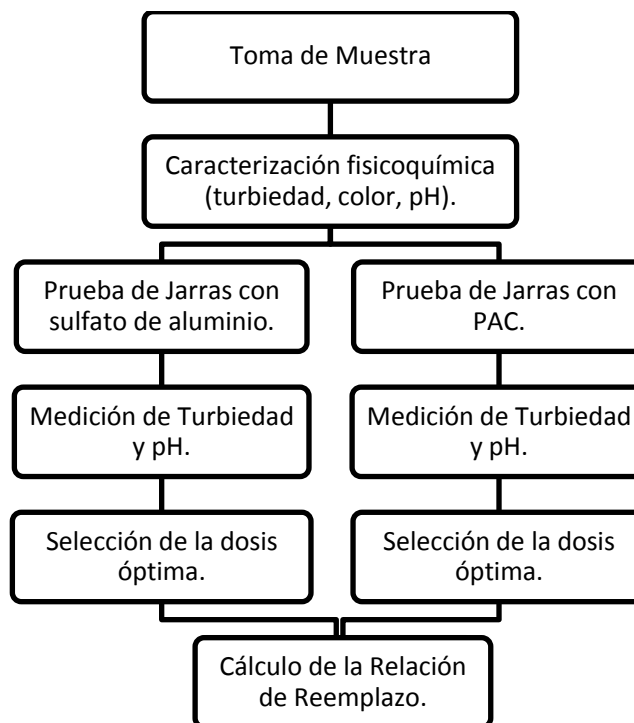 Toma de Muestra
Caracterización fisicoquímica
(turbiedad, color, pH).
Prueba de Jarras con
sulfato de aluminio.
Prueba de Jarras con
PAC.
Medición de Turbiedad
y pH.
Medición de Turbiedad
y pH.
Selección de la dosis
óptima.
Selección de la dosis
óptima.
Cálculo de la Relación
de Reemplazo.